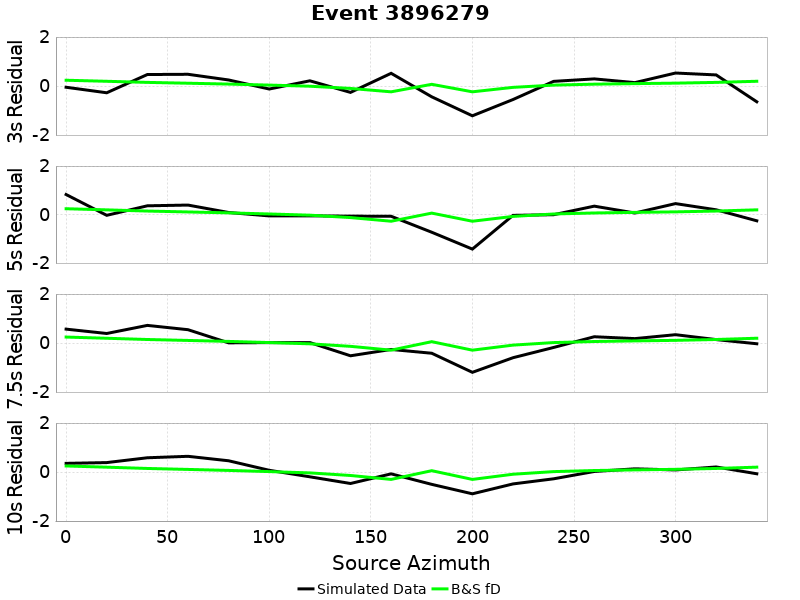 Event 3896279
3s Residual
2
0
-2
5s Residual
2
0
-2
7.5s Residual
2
0
-2
10s Residual
2
0
-2
0 50 100 150 200 250 300
Source Azimuth
Simulated Data B&S fD